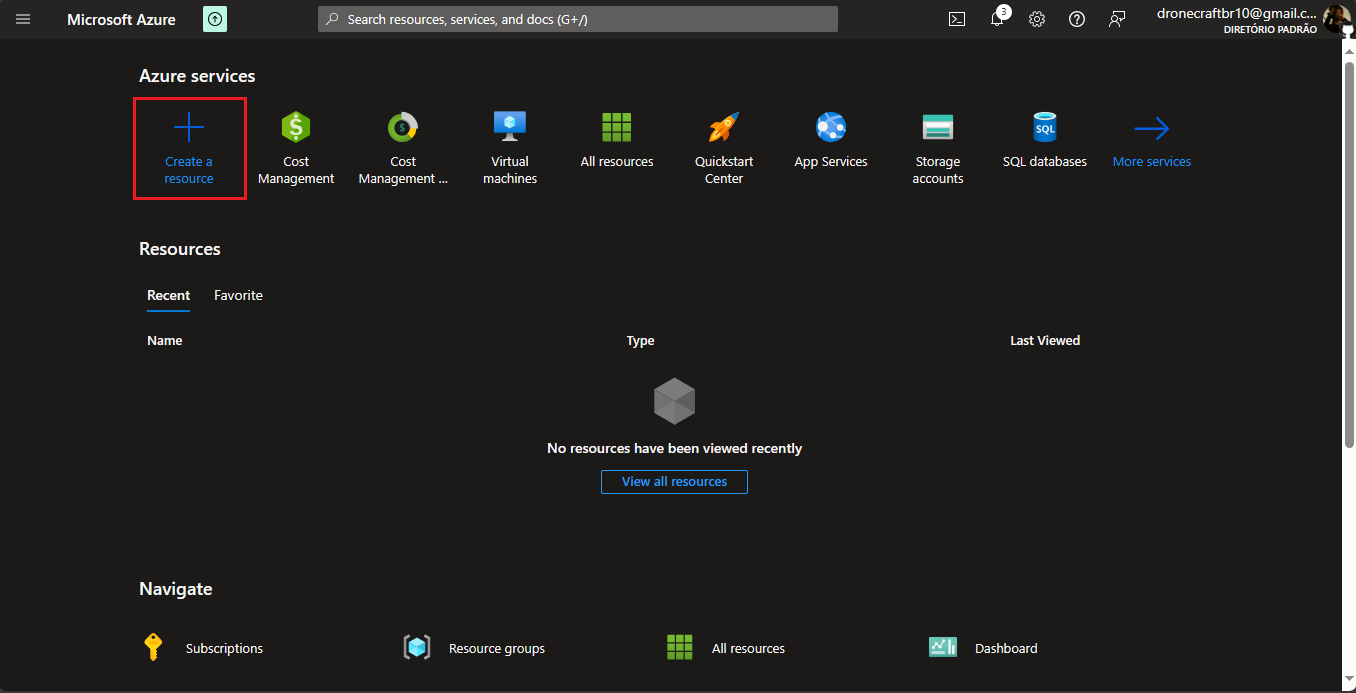 Microsoft Azure
Search resources, services, and docs (G+/)
3
dronecraftbr10@gmail.c...
DIRETÓRIO PADRÃO
Azure services
Create a
resource
$
Cost
Management
$
Cost
Management ...
Virtual
machines
All resources
Quickstart
Center
App Services
Storage
accounts
SQL
SQL databases
More services
Resources
Recent
Favorite
Name
Type
Last Viewed
No resources have been viewed recently
View all resources
Navigate
Subscriptions
Resource groups
All resources
Dashboard